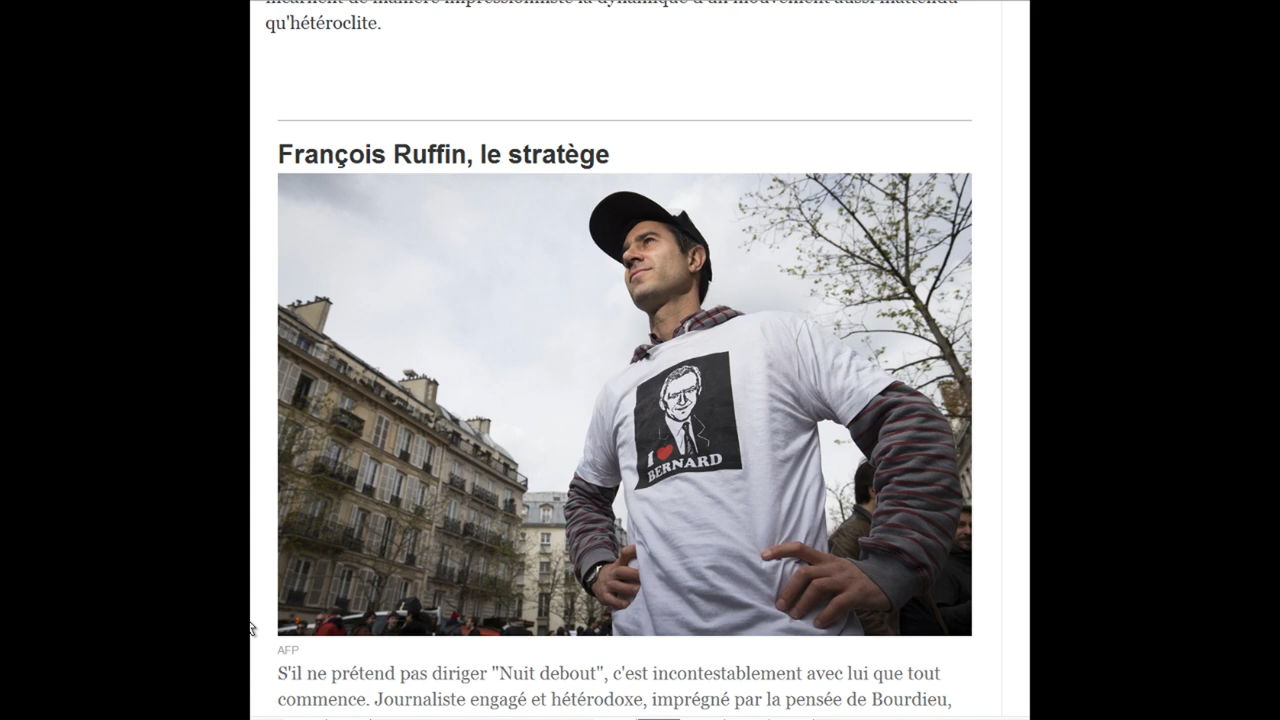 incarnent de manière impressionniste la dynamique d'un mouvement aussi inattendu
qu'hétéroclite.
François Ruffin, le stratège
I ❤
BERNARD
AFP
S'il ne prétend pas diriger "Nuit debout", c'est incontestablement avec lui que tout
commence. Journaliste engagé et hétérodoxe, imprégné par la pensée de Bourdieu,